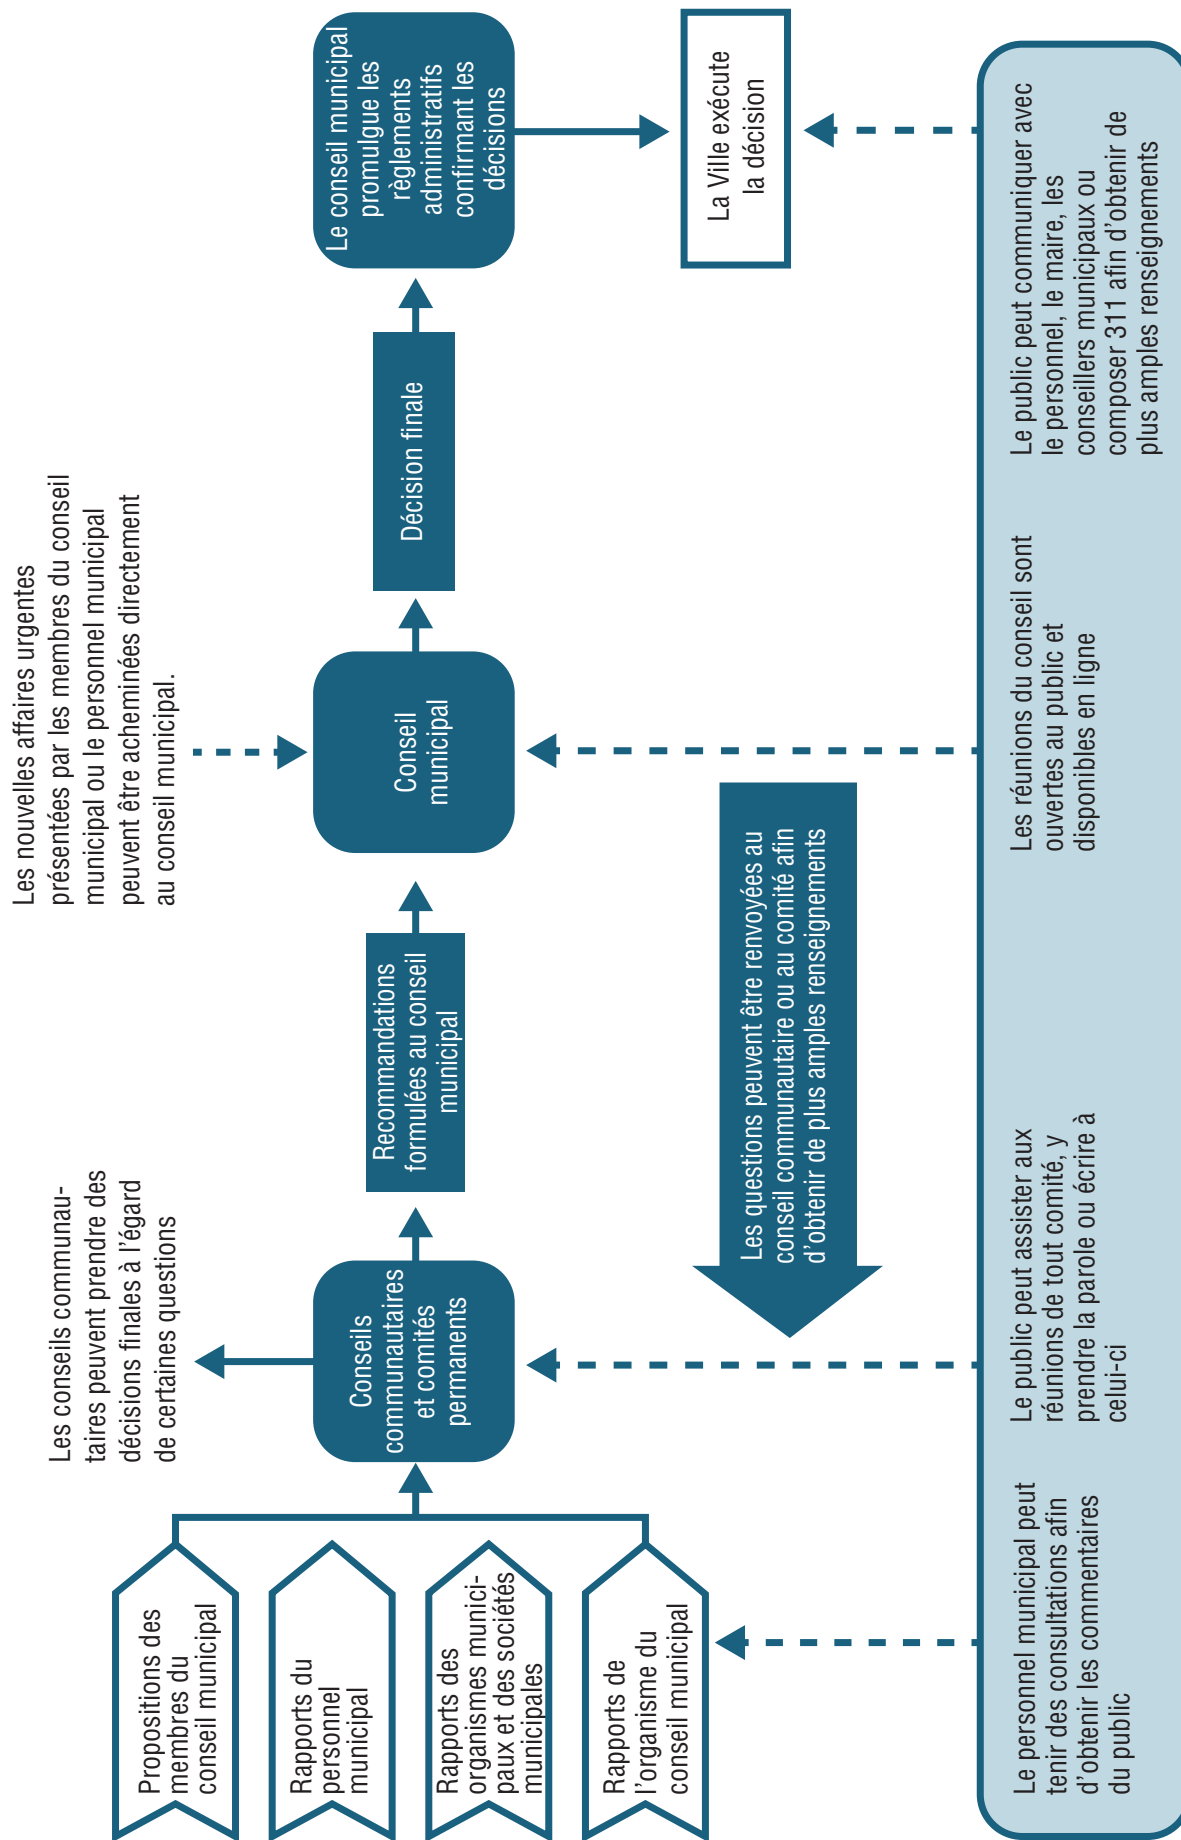 Les nouvelles affaires urgentes
présentées par les membres du conseil
municipal ou le personnel municipal
peuvent être acheminées directement
au conseil municipal.
Les conseils communau-
taires peuvent prendre des
décisions finales à l’égard
de certaines questions
Propositions des
membres du
conseil municipal
Rapports du
personnel
municipal
Rapports des
organismes munici-
paux et des sociétés
municipales
Rapports de
l’organisme du
conseil municipal
Conseils
communautaires
et comités
permanents
Recommandations
formulées au conseil
municipal
Conseil
municipal
Décision finale
Le conseil municipal
promulgue les
règlements
administratifs
confirmant les
décisions
La Ville exécute
la décision
Les questions peuvent être renvoyées au
conseil communautaire ou au comité afin
d’obtenir de plus amples renseignements
Le personnel municipal peut
tenir des consultations afin
d’obtenir les commentaires
du public
Le public peut assister aux
réunions de tout comité, y
prendre la parole ou écrire à
celui-ci
Les réunions du conseil sont
ouvertes au public et
disponibles en ligne
Le public peut communiquer avec
le personnel, le maire, les
conseillers municipaux ou
composer 311 afin d’obtenir de
plus amples renseignements